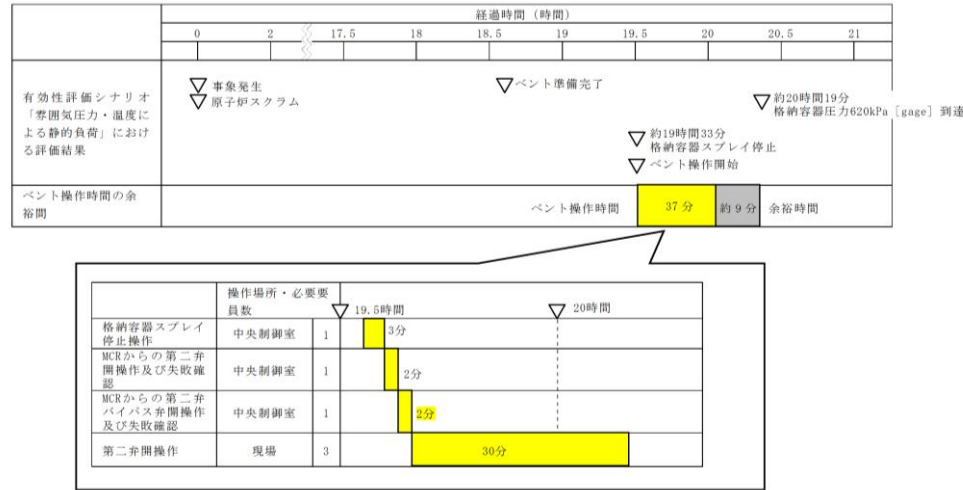 経過時間（時間）
0 2 17.5 18 18.5 19 19.5 20 20.5 21
有効性評価シナリオ
「雰囲気圧力・温度に
よる静的負荷」におけ
る評価結果
事象発生
原子炉スクラム
ベント準備完了
約20時間19分
格納容器圧力620kPa［gage］到達
約19時間33分
格納容器スプレイ停止
ベント操作開始
ベント操作時間の余
裕間
ベント操作時間 37分 約9分 余裕時間
操作場所・必要要
員数
19.5時間 20時間
格納容器スプレイ
停止操作
中央制御室 1 3分
MCRからの第二弁
開操作及び失敗確
認
中央制御室 1 2分
MCRからの第二弁
バイパス弁開操作
及び失敗確認
中央制御室 1 2分
第二弁開操作 現場 3 30分